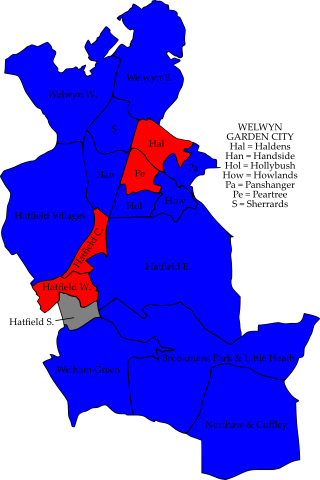 Welwyn E.
Welwyn W.
WELWYN
GARDEN CITY
Hal = Haldens
Han = Handside
Hol = Hollybush
How = Howlands
Pa = Panshanger
Pe = Peartree
S = Sherrards
S
Hal
Pa
Han
Pe
Hol
How
Hatfield Villages
Hatfield C.
Hatfield E.
Hatfield W.
Hatfield S.
Brookmans Park & Little Heath
Welham Green
Northaw & Cuffley